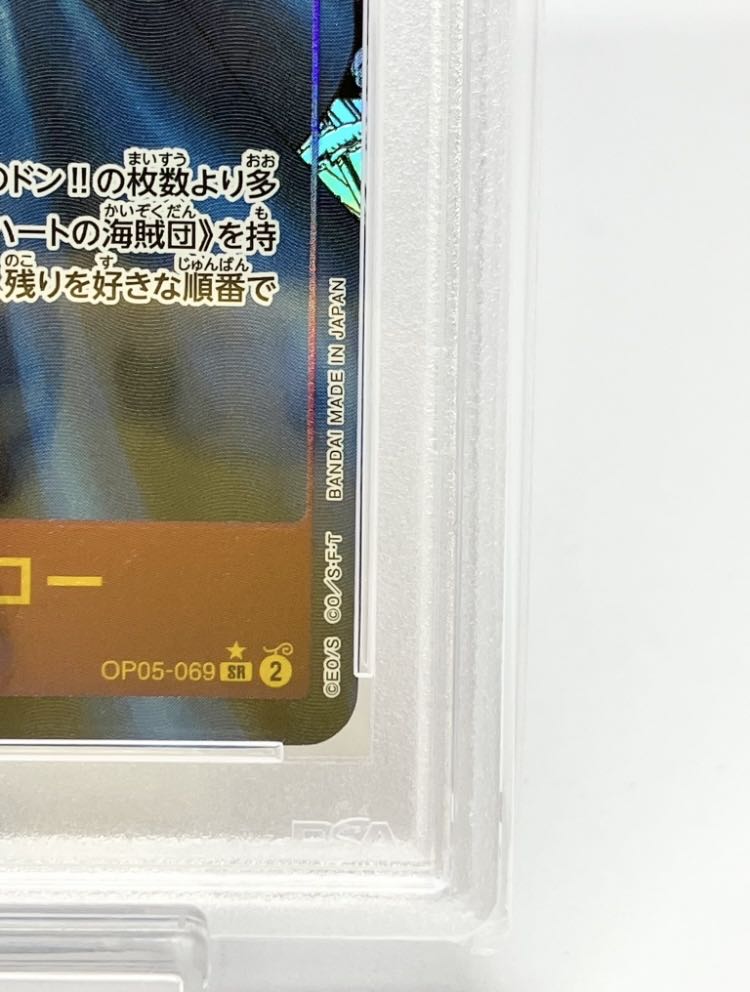 のドン!!の枚数より多
まいすう おお
ハートの海賊団》を持
かいぞくだん も
残りを好きな順番で
のこ す じゅんばん
BANDAI MADE IN JAPAN
©EO/S ©O/S·F·T
ロー
OP05-069 SR ★ 2
PSA